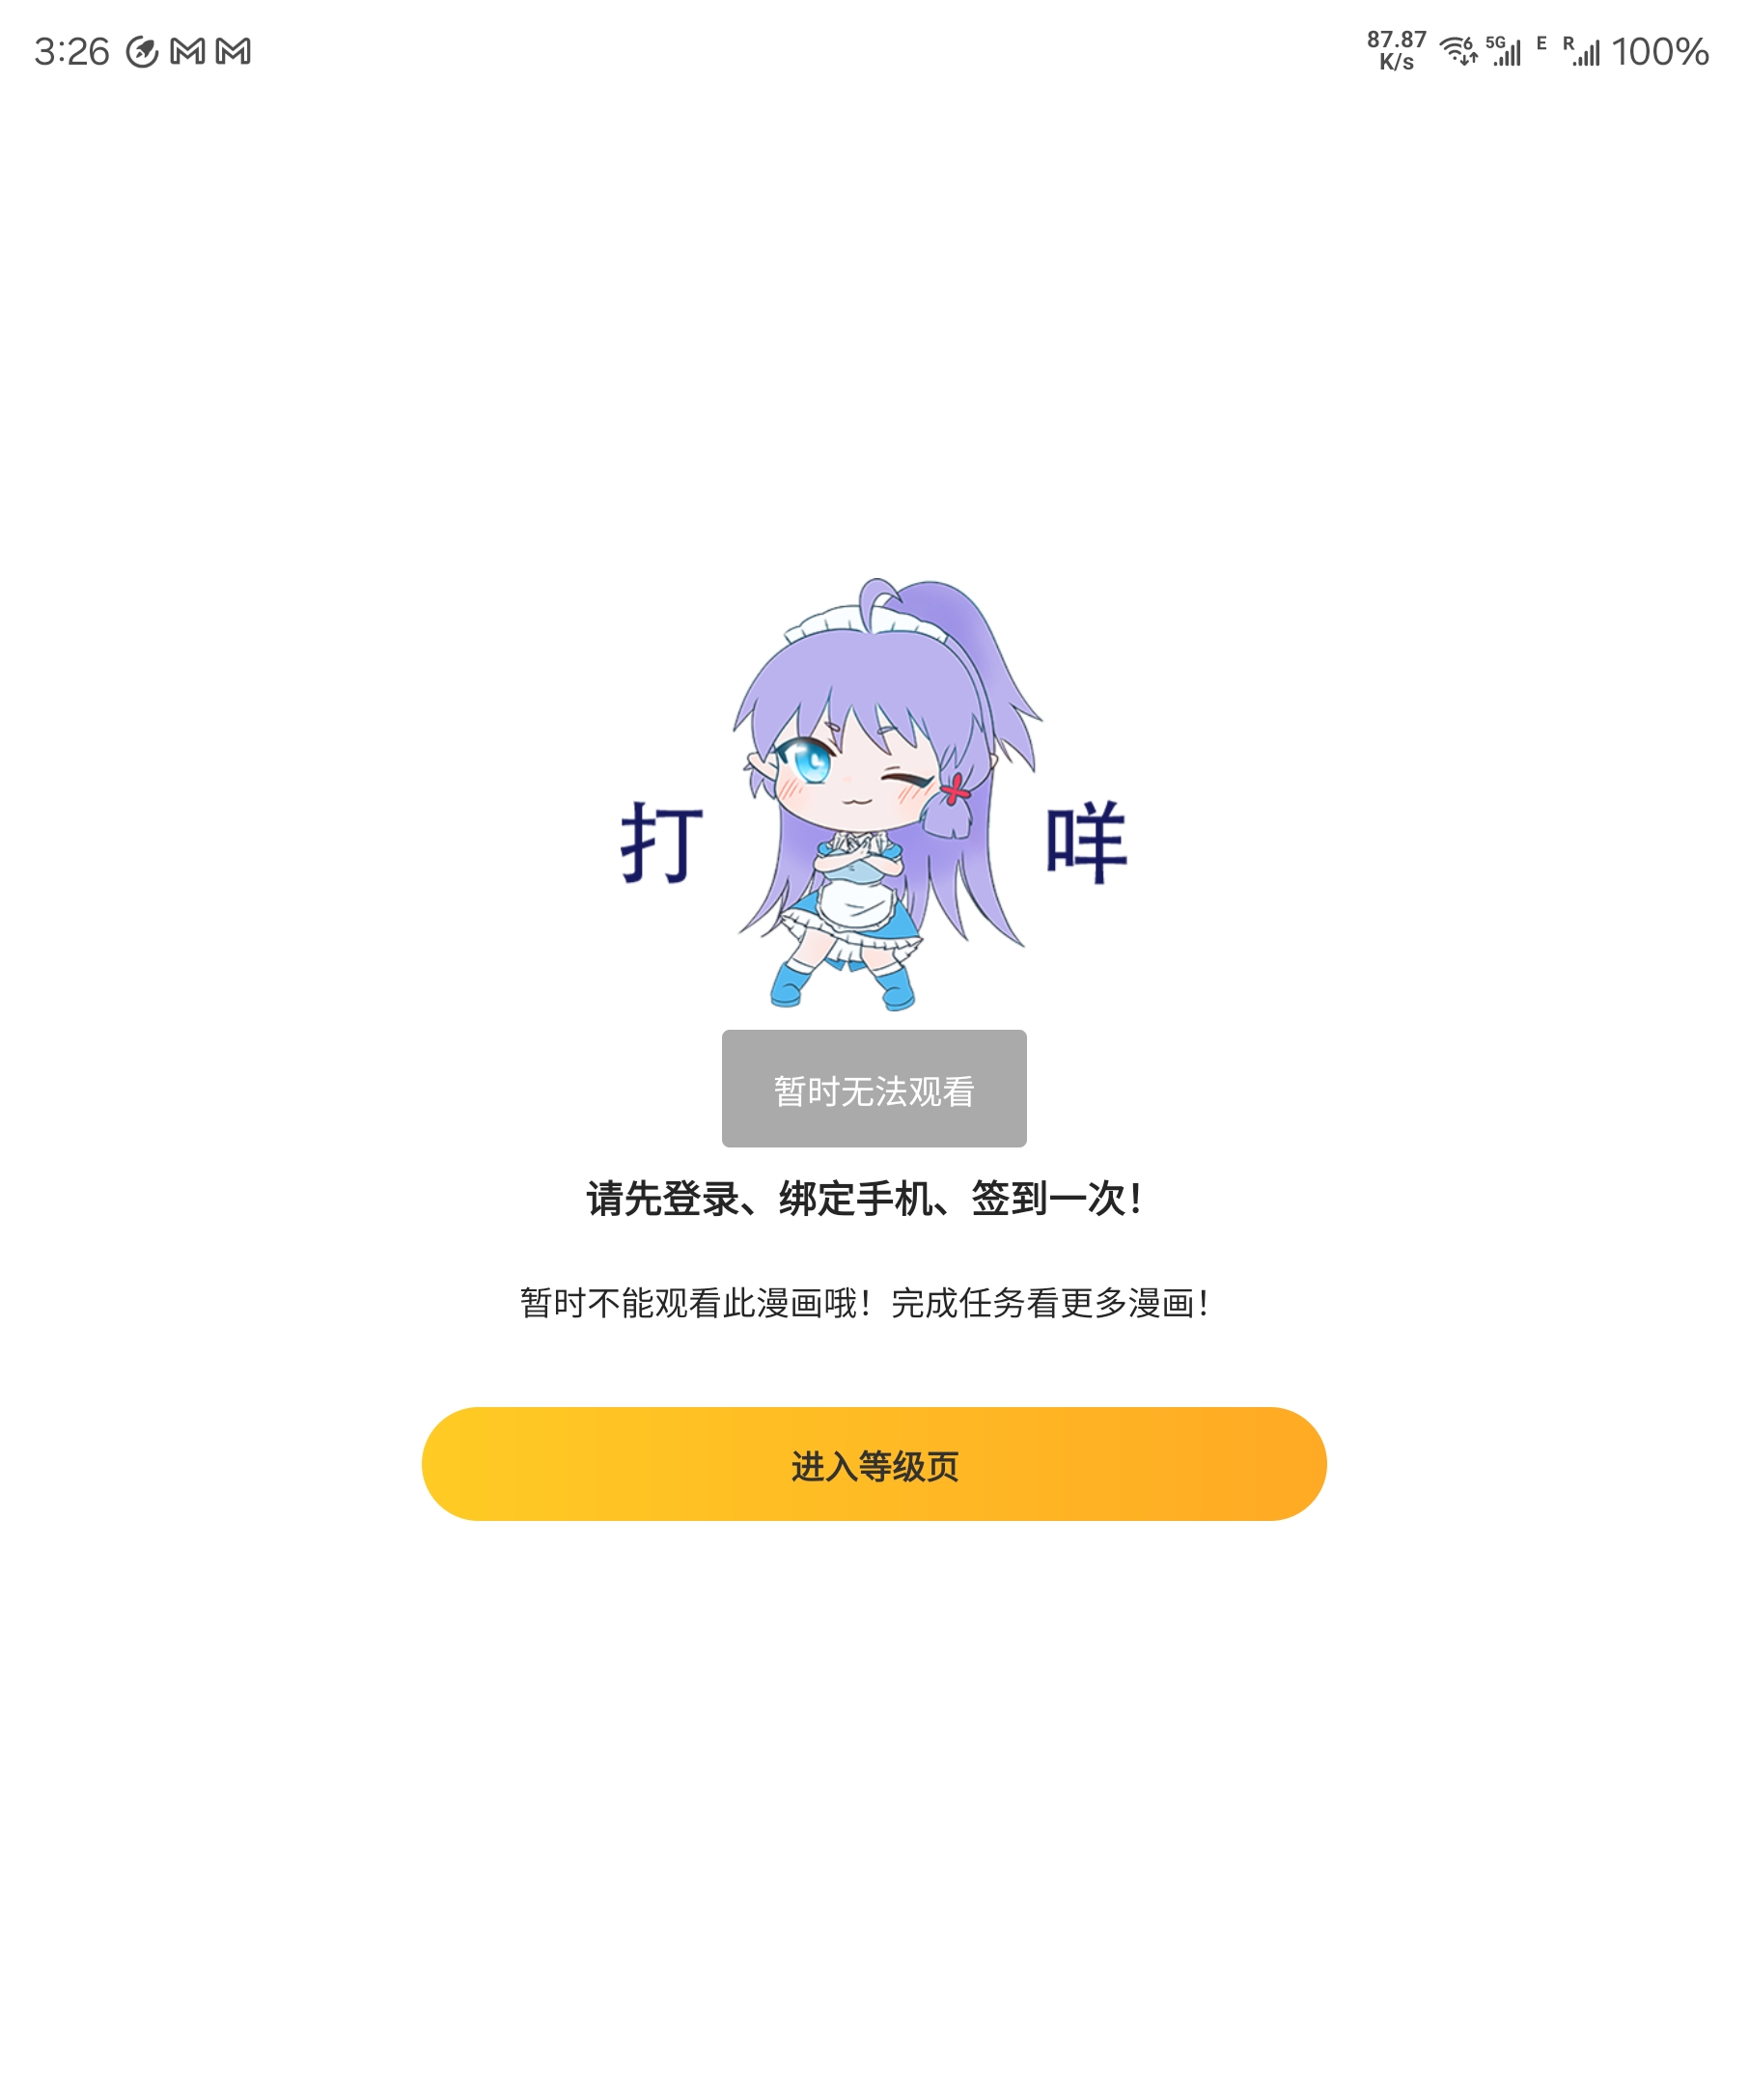 3:26
87.87
K/s
6
5G
E
R
100%
打
咩
暂时无法观看
请先登录、绑定手机、签到一次!
暂时不能观看此漫画哦!完成任务看更多漫画!
进入等级页